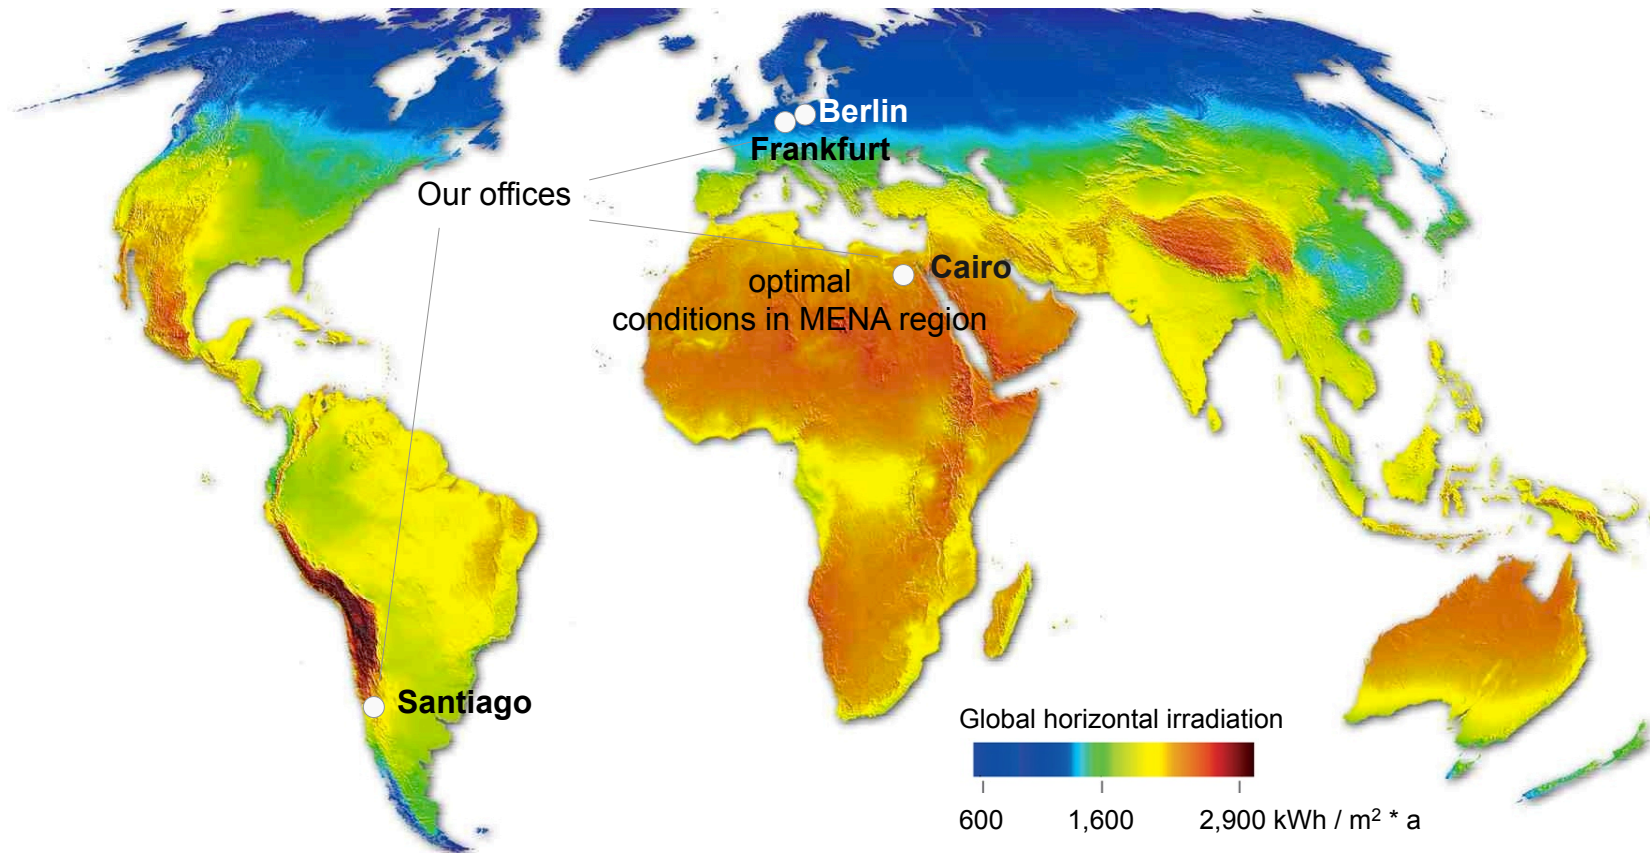 Berlin
Frankfurt
Our offices
Cairo
optimal
conditions in MENA region
Santiago
Global horizontal irradiation
600 1,600 2,900 kWh / m² * a